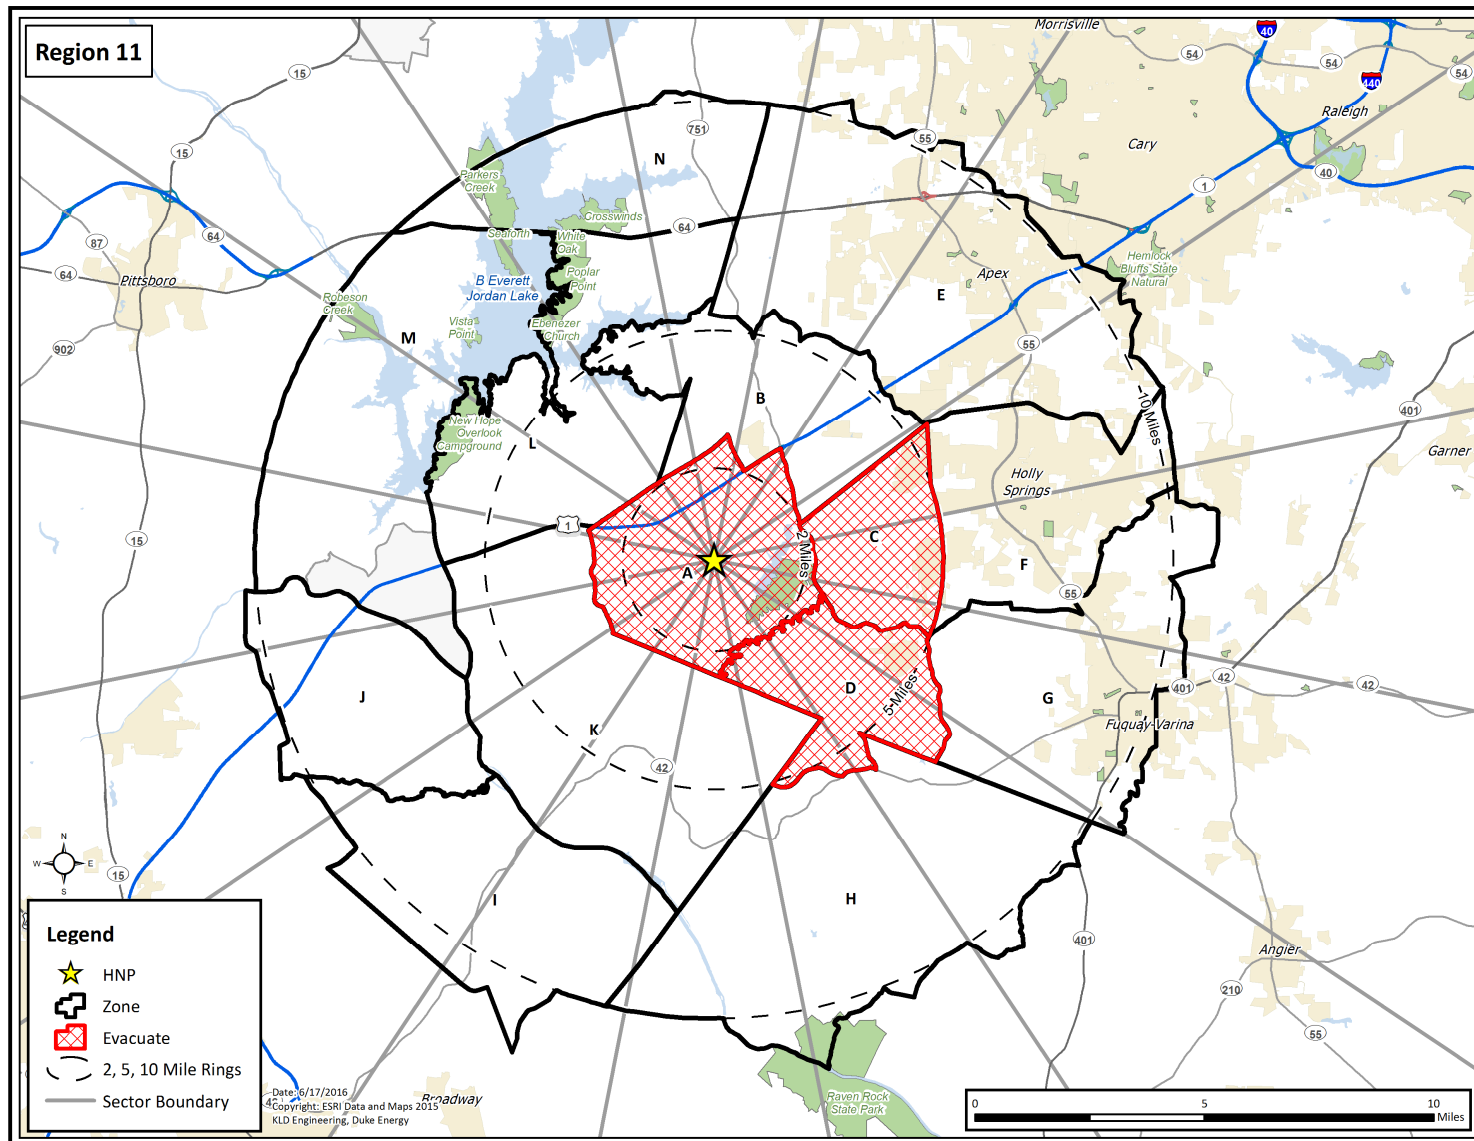 Region 11
Morrisville
40
54
54
54
440
Raleigh
15
751
55
Cary
N
15
Parkers
Creek
1
40
Crosswinds
64
64
Seaforth
White
Oak
87
64
Pittsboro
B Everett
Jordan Lake
Poplar
Point
Apex
Hemlock
Bluffs State
Natural
E
Robeson
Creek
Vista
Point
Ebenezer
Church
M
902
55
B
401
10 Miles
New Hope
Overlook
Campground
L
Garner
Holly
Springs
1
15
C
2 Miles
A
F
55
D
5 Miles
J
G
42
42
401
Fuquay-Varina
K
42
N
W
E
S
15
I
H
401
Angier
210
55
Legend
HNP
Zone
Evacuate
2, 5, 10 Mile Rings
Sector Boundary
Date: 6/17/2016
Copyright: ESRI Data and Maps 2015
KLD Engineering, Duke Energy
Broadway
Raven Rock
State Park
0
5
10
Miles